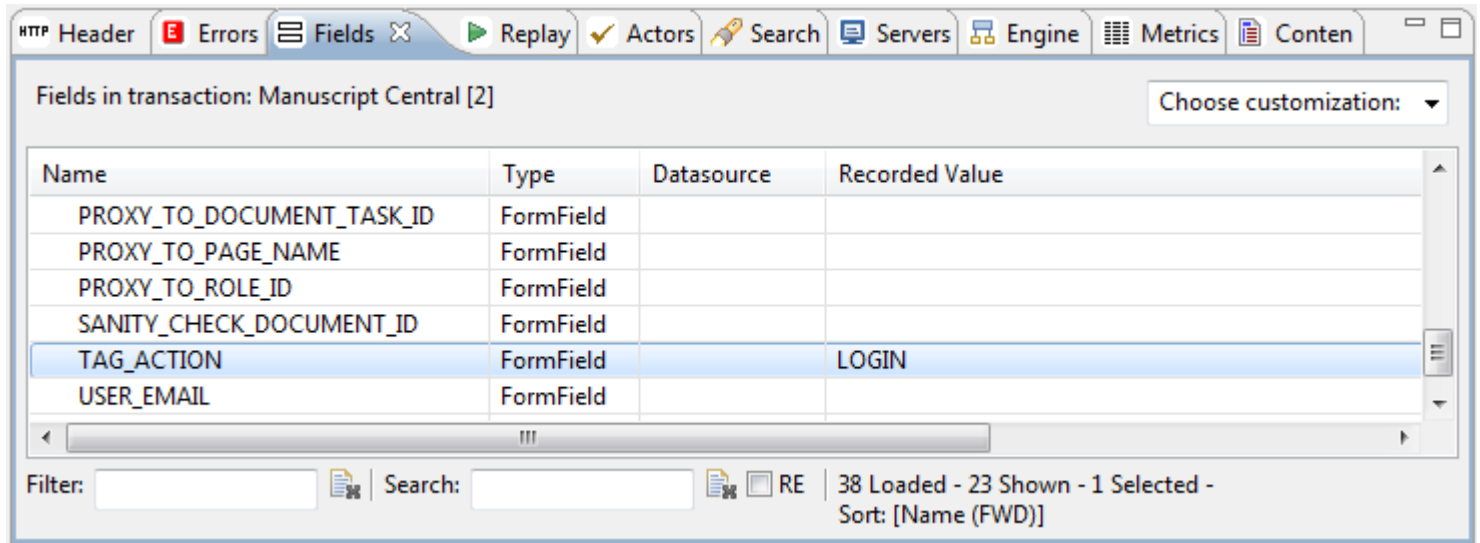 HTTP Header E Errors Fields Replay Actors Search Servers Engine Metrics Conten
Fields in transaction: Manuscript Central [2]
Choose customization:
Name Type Datasource Recorded Value
PROXY_TO_DOCUMENT_TASK_ID FormField
PROXY_TO_PAGE_NAME FormField
PROXY_TO_ROLE_ID FormField
SANITY_CHECK_DOCUMENT_ID FormField
TAG_ACTION FormField LOGIN
USER_EMAIL FormField
Filter: Search: RE 38 Loaded - 23 Shown - 1 Selected -
Sort: [Name (FWD)]